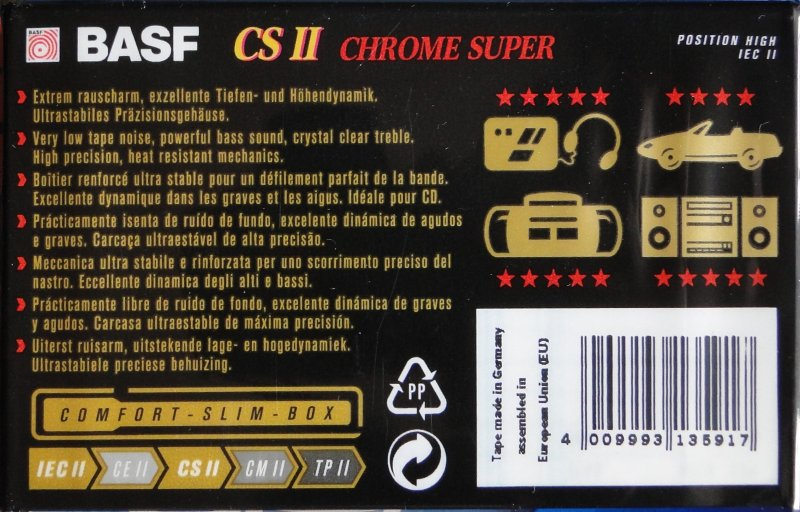 BASF
BASF CS II CHROME SUPER
POSITION HIGH
IEC II
Extrem rauscharm, exzellente Tiefen- und Höhendynamik.
Ultrastabiles Präzisionsgehäuse.
Very low tape noise, powerful bass sound, crystal clear treble.
High precision, heat resistant mechanics.
Boîtier renforcé ultra stable pour un défilement parfait de la bande.
Excellente dynamique dans les graves et les aigus. Idéale pour CD.
Prácticamente isenta de ruído de fundo, excelente dinámica de agudos
e graves. Carcaça ultraestável de alta precisão.
Meccanica ultra stabile e rinforzata per uno scorrimento preciso del
nastro. Eccellente dinamica degli alti e bassi.
Prácticamente libre de ruido de fondo, excelente dinámica de graves
y agudos. Carcasa ultraestable de máxima precisión.
Uiterst ruisarm, uitstekende lage- en hogedynamiek.
Ultrastabiele preciese behuizing.
COMFORT-SLIM-BOX
IEC II CE II CS II CM II TP II
PP
Tape made in Germany
assembled in
European Union (EU)
4 009993 135917